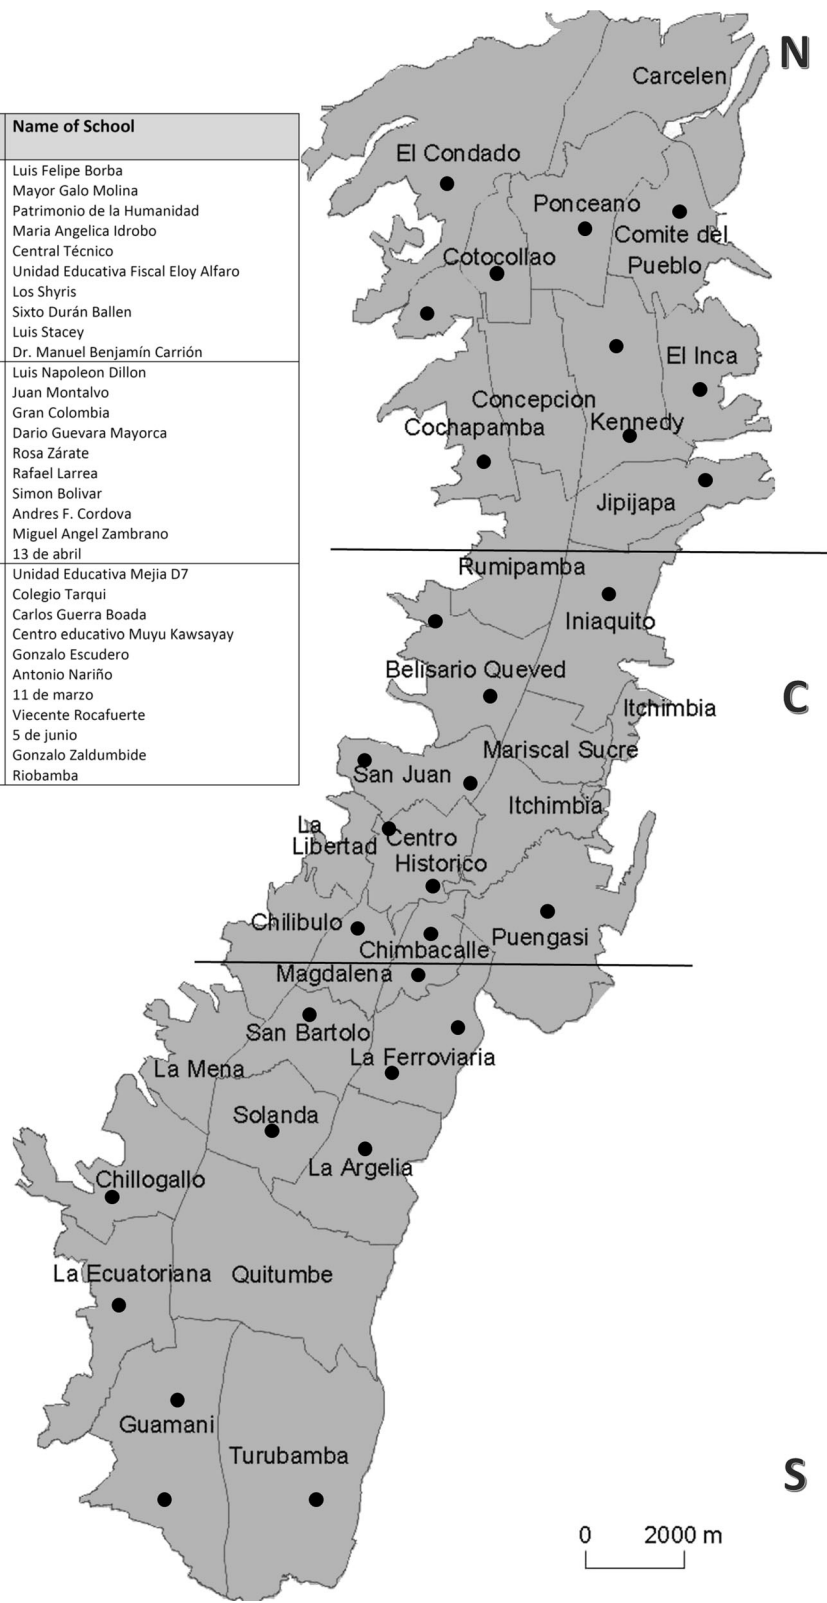 N
Carcelen
Name of School
El Condado
Luis Felipe Borba
Mayor Galo Molina
Patrimonio de la Humanidad
Maria Angelica Idrobo
Central Técnico
Unidad Educativa Fiscal Eloy Alfaro
Los Shyris
Sixto Durán Ballen
Luis Stacey
Dr. Manuel Benjamín Carrión
Luis Napoleon Dillon
Juan Montalvo
Gran Colombia
Dario Guevara Mayorca
Rosa Zárate
Rafael Larrea
Simon Bolivar
Andres F. Cordova
Miguel Angel Zambrano
13 de abril
Unidad Educativa Mejia D7
Colegio Tarqui
Carlos Guerra Boada
Centro educativo Muyu Kawsayay
Gonzalo Escudero
Antonio Nariño
11 de marzo
Viecente Rocafuerte
5 de junio
Gonzalo Zaldumbide
Riobamba
Ponceano
Comite del
Pueblo
Cotocollao
El Inca
Concepcion
Kennedy
Cochapamba
Jipijapa
Rumipamba
Iniaquito
Belisario Queved
C
Itchimbia
Mariscal Sucre
San Juan
Itchimbia
La
Libertad
Centro
Historico
Chilibulo
Puengasi
Chimbacalle
Magdalena
San Bartolo
La Ferroviaria
La Mena
Solanda
La Argelia
Chillogallo
La Ecuatoriana
Quitumbe
Guamani
Turubamba
S
0 2000 m